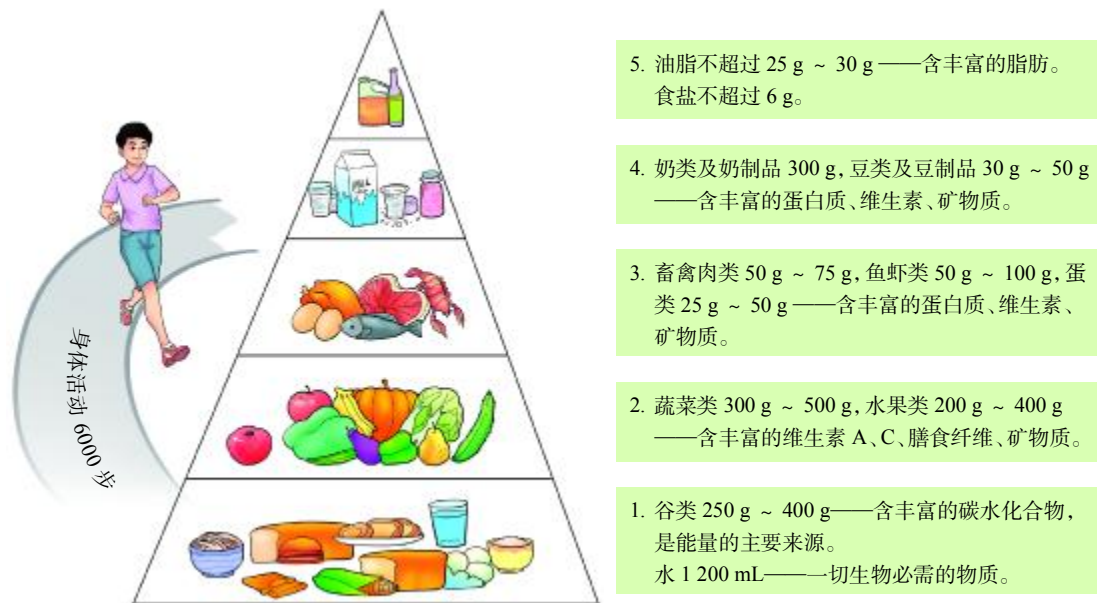 5. 油脂不超过 25 g ~ 30 g ——含丰富的脂肪。
食盐不超过 6 g。
4. 奶类及奶制品 300 g, 豆类及豆制品 30 g ~ 50 g
——含丰富的蛋白质、维生素、矿物质。
3. 畜禽肉类 50 g ~ 75 g, 鱼虾类 50 g ~ 100 g, 蛋
类 25 g ~ 50 g ——含丰富的蛋白质、维生素、
矿物质。
2. 蔬菜类 300 g ~ 500 g, 水果类 200 g ~ 400 g
——含丰富的维生素 A、C、膳食纤维、矿物质。
1. 谷类 250 g ~ 400 g——含丰富的碳水化合物,
是能量的主要来源。
水 1 200 mL——一切生物必需的物质。
身体活动 6000 步